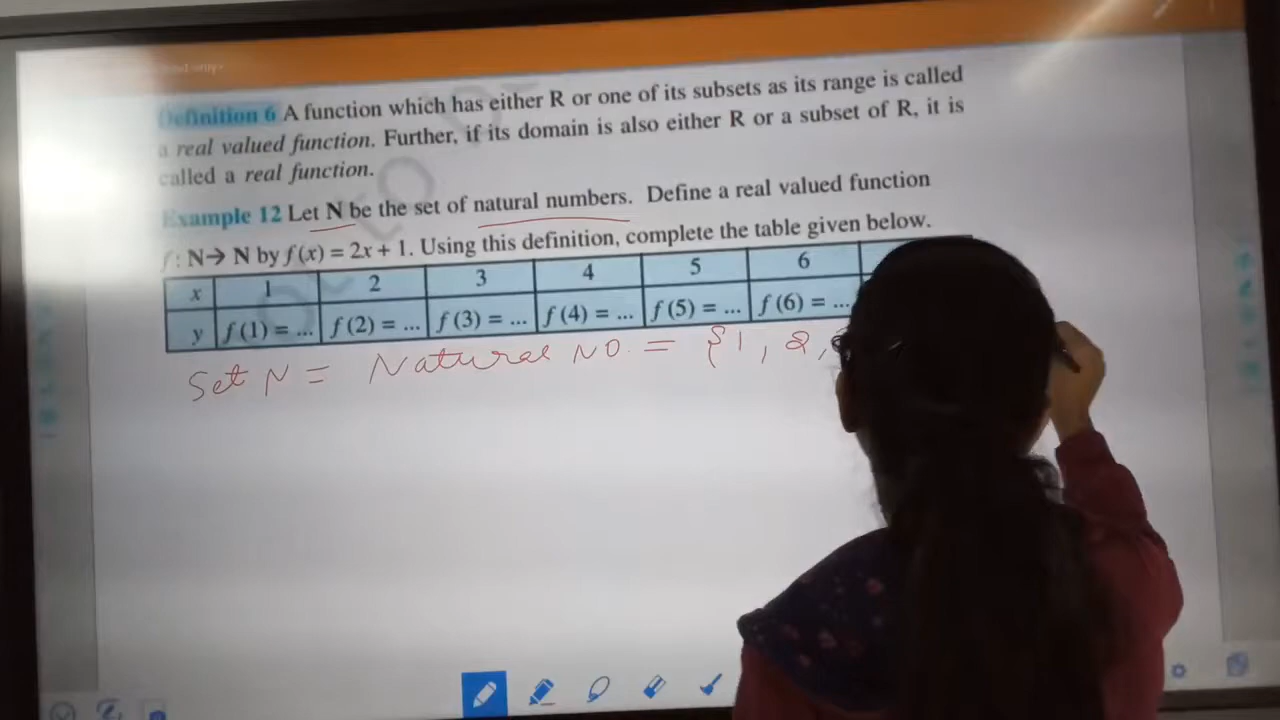 Definition 6 A function which has either R or one of its subsets as its range is called
a real valued function. Further, if its domain is also either R or a subset of R, it is
called a real function.
Example 12 Let N be the set of natural numbers. Define a real valued function
f : N→ N by f (x) = 2x + 1. Using this definition, complete the table given below.
x 1 2 3 4 5 6
y f (1) = ... f (2) = ... f (3) = ... f (4) = ... f (5) = ... f (6) = ...
Set N = Natural NO. = {1, 2,